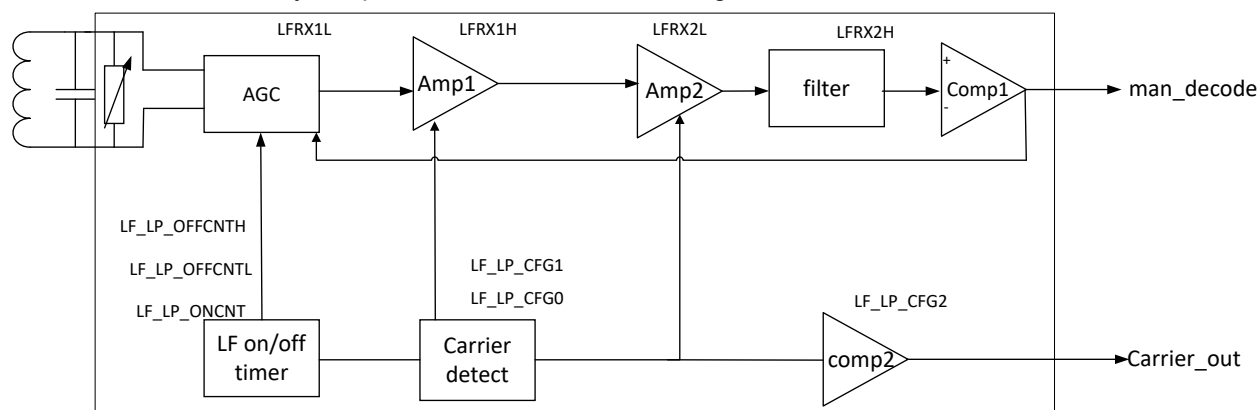 LFRX1L
LFRX1H
LFRX2L
LFRX2H
AGC
Amp1
Amp2
filter
+
Comp1
-
man_decode
LF_LP_OFFCNTH
LF_LP_OFFCNTL
LF_LP_ONCNT
LF_LP_CFG1
LF_LP_CFG0
LF_LP_CFG2
LF on/off
timer
Carrier
detect
comp2
Carrier_out